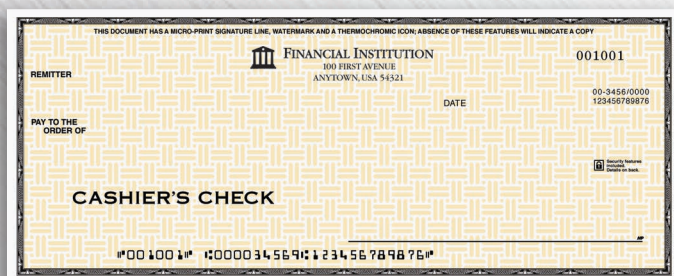 THIS DOCUMENT HAS A MICRO-PRINT SIGNATURE LINE, WATERMARK AND A THERMOCHROMIC ICON; ABSENCE OF THESE FEATURES WILL INDICATE A COPY
FINANCIAL INSTITUTION
001001
100 FIRST AVENUE
REMITTER
ANYTOWN, USA 54321
00-3456/0000
DATE
123456789876
PAY TO THE
ORDER OF
Security features
included.
Details on back.
CASHIER'S CHECK
MP
⑈001001⑈ ⑆000034569⑆123456789876⑈